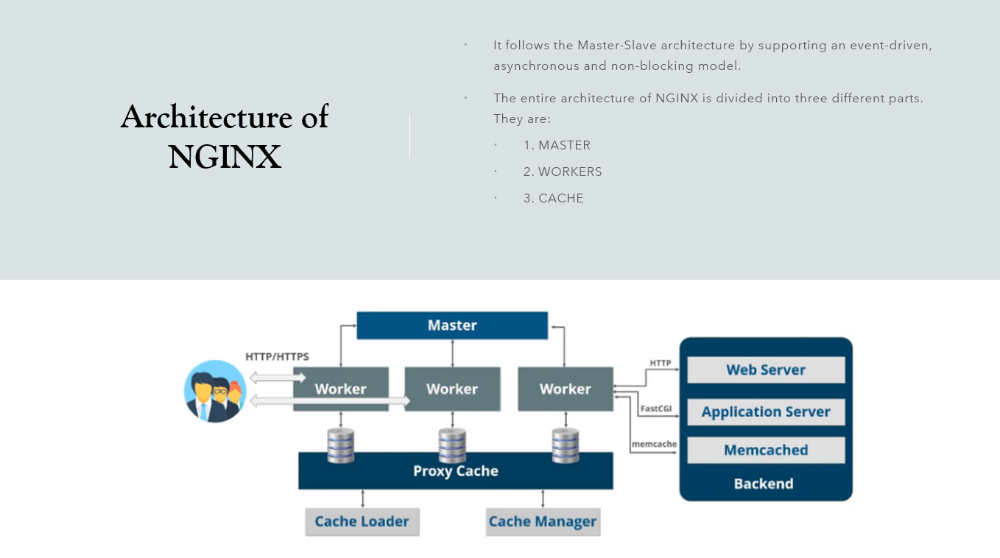 Architecture of
NGINX
· It follows the Master-Slave architecture by supporting an event-driven,
asynchronous and non-blocking model.
· The entire architecture of NGINX is divided into three different parts.
They are:
· 1. MASTER
· 2. WORKERS
· 3. CACHE
Master
HTTP/HTTPS
Worker
Worker
Worker
HTTP
FastCGI
memcache
Web Server
Application Server
Memcached
Backend
Proxy Cache
Cache Loader
Cache Manager